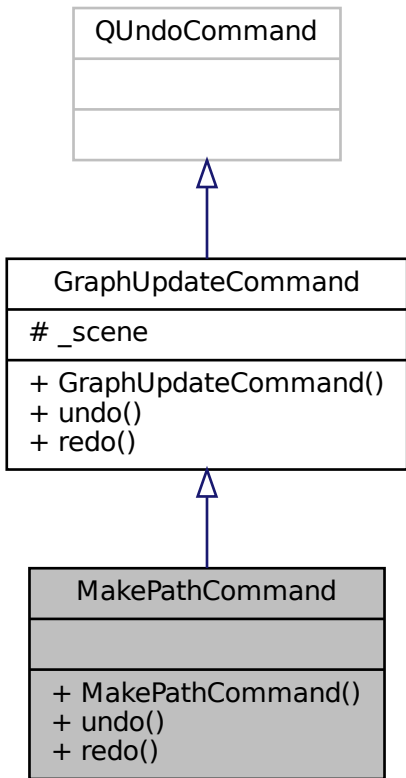 QUndoCommand
GraphUpdateCommand
# _scene
+ GraphUpdateCommand()
+ undo()
+ redo()
MakePathCommand
+ MakePathCommand()
+ undo()
+ redo()